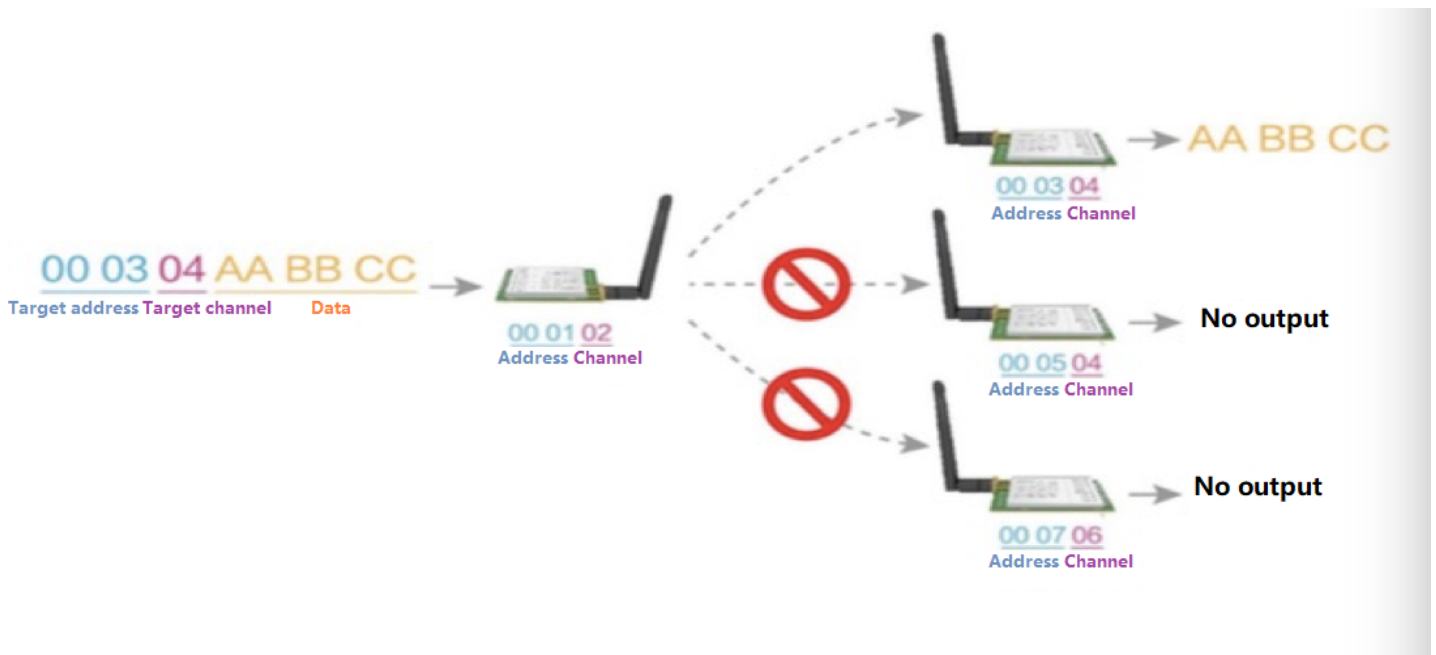 00 03 04 AA BB CC
Target address Target channel Data
00 01 02
Address Channel
AA BB CC
00 03 04
Address Channel
No output
00 05 04
Address Channel
No output
00 07 06
Address Channel